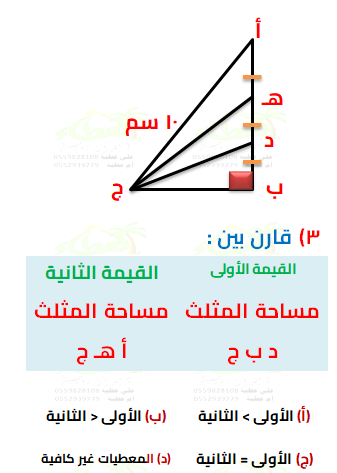 أ
هـ
١٠ سم
د
ج
ب
٣) قارن بين :
القيمة الأولى
القيمة الثانية
مساحة المثلث
د ب ج
مساحة المثلث
أ هـ ج
(أ) الأولى > الثانية
(ب) الأولى < الثانية
(ج) الأولى = الثانية
(د) المعطيات غير كافية